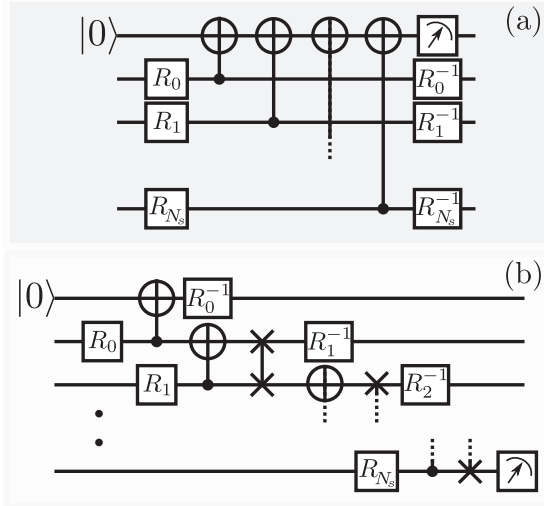 (a)
|0⟩
R_0 R_0^{-1}
R_1 R_1^{-1}
R_{N_s} R_{N_s}^{-1}
(b)
|0⟩ R_0^{-1}
R_0 R_1^{-1}
R_1 R_2^{-1}
R_{N_s}